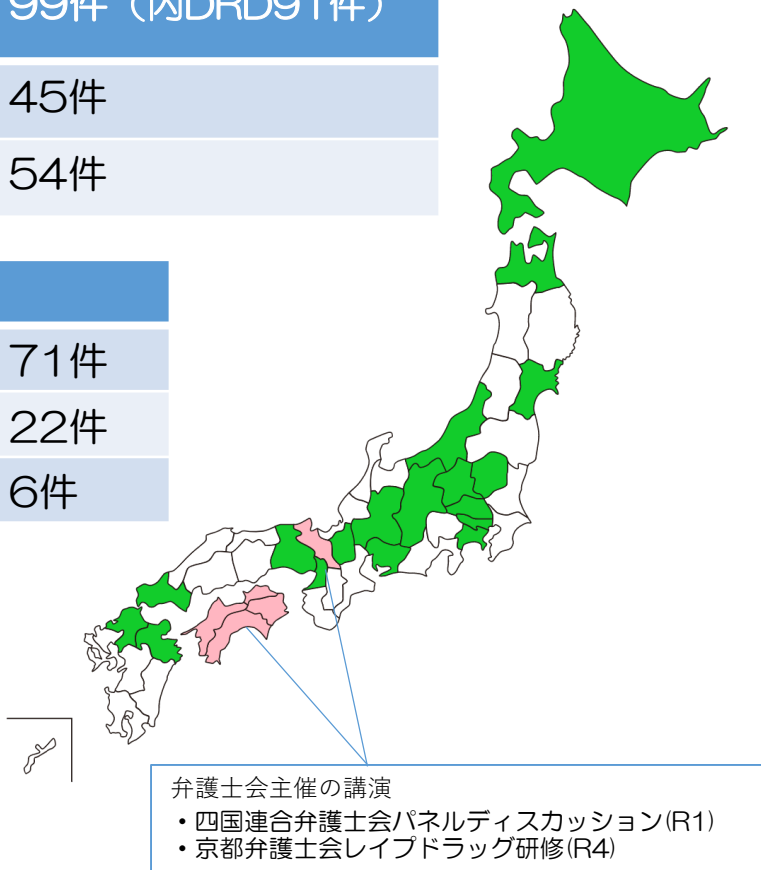 99件（内DRD91件）
45件
54件
71件
22件
6件
弁護士会主催の講演
・四国連合弁護士会パネルディスカッション(R1)
・京都弁護士会レイプドラッグ研修(R4)